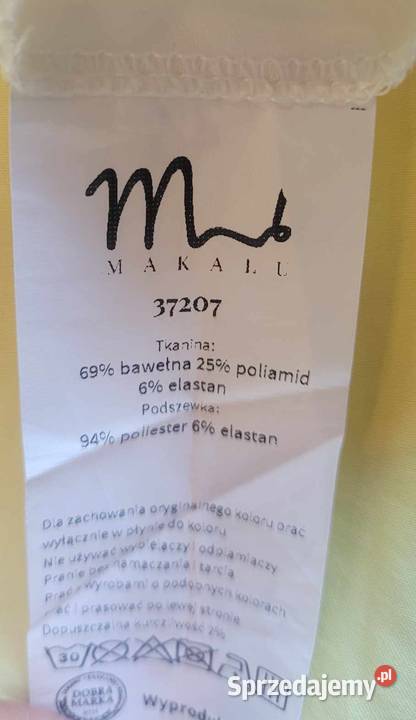 MAKALU
37207
Tkanina:
69% bawełna 25% poliamid
6% elastan
Podszewka:
94% poliester 6% elastan
Dla zachowania oryginalnego koloru prać
wyłącznie w płynie do koloru
Nie używać wybielaczy i odplamiaczy
Pranie bez namaczania i tarcia
Prać z wyrobami o podobnych kolorach
i prasować po lewej stronie
Dopuszczalna kurczliwość 2%
30
DOBRA
MARKA
Sprzedajemy.pl